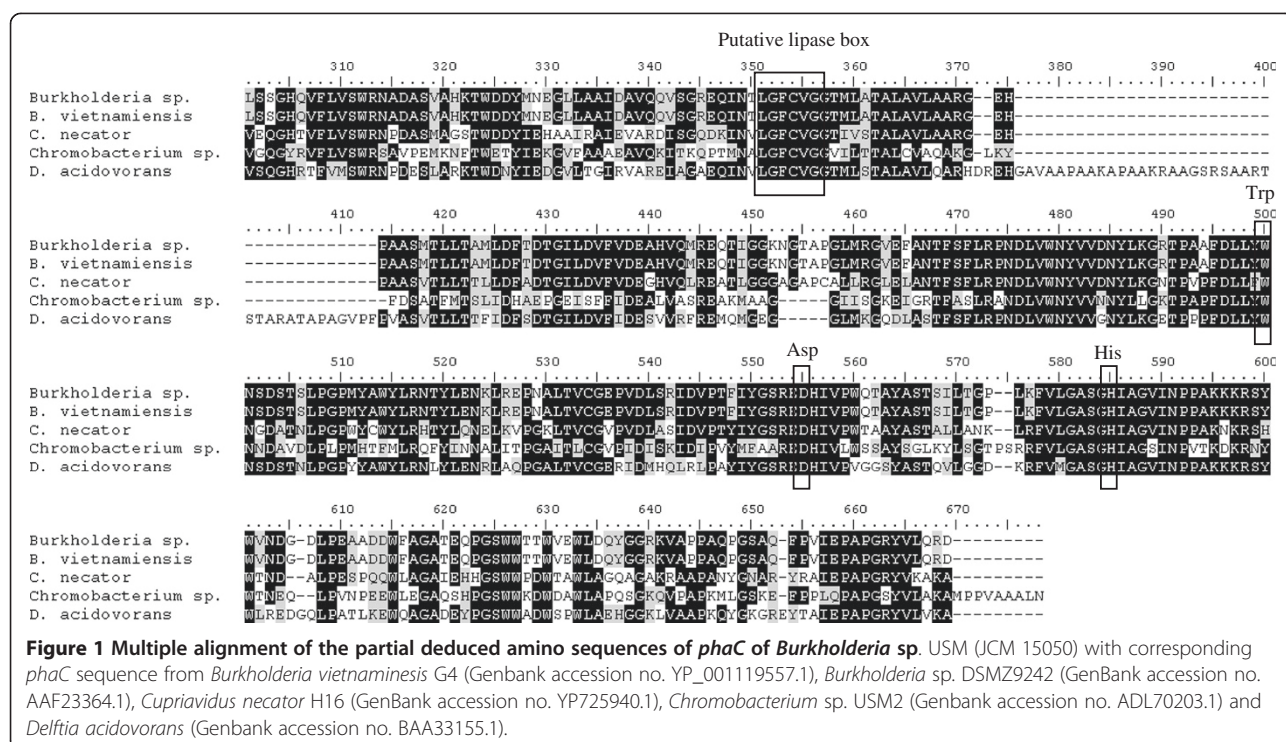 Putative lipase box
310 320 330 340 350 360 370 380 390 400
Burkholderia sp. LSSGHQVFLVSWRNADASVAHKTWDDYMNEGLLAAIDAVQQVSGREQINTLGFCVGGTMLATALAVLAARG-EH-------------------------
B. vietnamiensis LSSGHQVFLVSWRNADASVAHKTWDDYMNEGLLAAIDAVQQVSGREQINTLGFCVGGTMLATALAVLAARG-EH-------------------------
C. necator VEQGHTVFLVSWRNPDASMAGSTWDDYIEHAAIRAIEVARDISGQDKINVLGFCVGGTIVSTALAVLAARG-EH-------------------------
Chromobacterium sp. VGQGYRVFLVSWRSAVPEMKNFTWETYIEKGVFAAAEAVQKITKQPTMNALGFCVGGVILTTALCVAQAKG-LKY-------------------------
D. acidovorans VSQGHRTFVMSWRNPDESLARKTWDNYIEDGVLTGIRVAREIAGAEQINVLGFCVGGTMLSTALAVLQARHDREHGAVAAPAAKAPAAKRAAGSRSAART
Trp
410 420 430 440 450 460 470 480 490 500
Burkholderia sp. -------------PAASMTLLTAMLDFTDTGILDVFVDEAHVQMREQTIGGKNGTAPGLMRGVEFANTFSFLRPNDLVWNYVVDNYLKGRTPAAFDLLYW
B. vietnamiensis -------------PAASMTLLTAMLDFTDTGILDVFVDEAHVQMREQTIGGKNGTAPGLMRGVEFANTFSFLRPNDLVWNYVVDNYLKGRTPAAFDLLYW
C. necator -------------PAASVTLLTTLLDFADTGILDVFVDEGHVQLREATLGGGAGAPCALLRGLELANTFSFLRPNDLVWNYVVDNYLKGNTPVPFDLLFW
Chromobacterium sp. -------------FDSATFMTSLIDHAEPGEISFFIDEALVASREAKMAAG-----GIISGKEIGRTFASLRANDLVWNYVVNNYLLGKTPAPFDLLYW
D. acidovorans STARATAPAGVPFPVASVTLLTTFIDFSDTGILDVFIDESVVRFREMQMGEG-----GLMKGQDLASTFSFLRPNDLVWNYVVGNYLKGETPPPFDLLYW
Asp His
510 520 530 540 550 560 570 580 590 600
Burkholderia sp. NSDSTSLPGPMYAWYLRNTYLENKLREPNALTVCGEPVDLSRIDVPTFIYGSREDHIVPWQTAYASTSILTGP--LKFVLGASGHIAGVINPPAKKKRSY
B. vietnamiensis NSDSTSLPGPMYAWYLRNTYLENKLREPNALTVCGEPVDLSRIDVPTFIYGSREDHIVPWQTAYASTSILTGP--LKFVLGASGHIAGVINPPAKKKRSY
C. necator NGDATNLPGPWYCWYLRHTYLQNELKVPGKLTVCGVPVDLASIDVPTYIYGSREDHIVPWTAAYASTALLANK--LRFVLGASGHIAGVINPPAKNKRSH
Chromobacterium sp. NNDAVDLPLPMHTFMLRQFYINNALITPGAITLCGVPIDISKIDIPVYMFAAREDHIVLWSSAYSGLKYLSGTPSRRFVLGASGHIAGSINPVTKDKRNY
D. acidovorans NSDSTNLPGPYYAWYLRNLYLENRLAQPGALTVCGERIDMHQLRLPAYIYGSREDHIVPVGGSYASTQVLGGD--KRFVMGASGHIAGVINPPAKKKRSY
610 620 630 640 650 660 670
Burkholderia sp. WVNDG-DLPEAADDWFAGATEQPGSWWTTWVEWLDQYGGRKVAPPAQPGSAQ-FPVIEPAPGRYVLQRD---------
B. vietnamiensis WVNDG-DLPEAADDWFAGATEQPGSWWTTWVEWLDQYGGRKVAPPAQPGSAQ-FPVIEPAPGRYVLQRD---------
C. necator WTND--ALPESPQQWLAGAIEHHGSWWPDWTAWLAGQAGAKRAAPANYGNAR-YRAIEPAPGRYVKAKA---------
Chromobacterium sp. WTNEQ--LPVNPEEWLEGAQSHPGSWWKDWDAWLAPQSGKQVPAPKMLGSKE-FPPLQPAPGSYVLAKAMPPVAAALN
D. acidovorans WLREDGQLPATLKEWQAGADEYPGSWWADWSPWLAEHGGKLVAAPKQYGKGREYTAIEPAPGRYVLVKA---------
Figure 1 Multiple alignment of the partial deduced amino sequences of phaC of Burkholderia sp. USM (JCM 15050) with corresponding
phaC sequence from Burkholderia vietnaminesis G4 (Genbank accession no. YP_001119557.1), Burkholderia sp. DSMZ9242 (GenBank accession no.
AAF23364.1), Cupriavidus necator H16 (GenBank accession no. YP725940.1), Chromobacterium sp. USM2 (Genbank accession no. ADL70203.1) and
Delftia acidovorans (Genbank accession no. BAA33155.1).